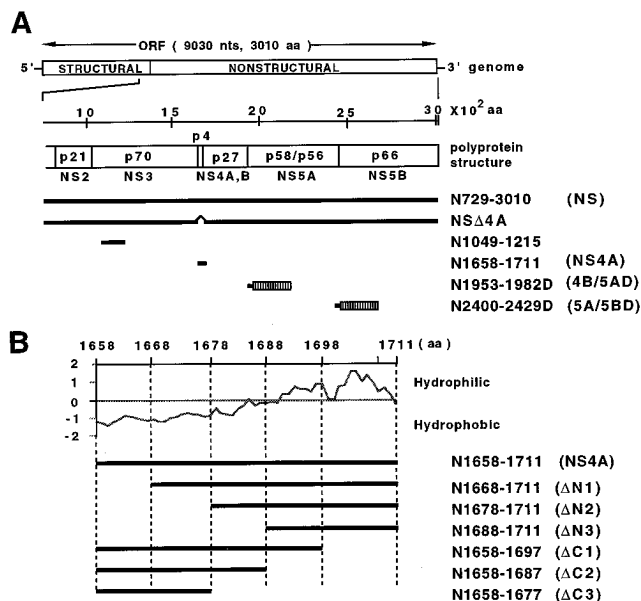 A
ORF ( 9030 nts, 3010 aa )
5' STRUCTURAL NONSTRUCTURAL 3' genome
10 15 20 25 30 X10² aa
p4
p21 p70 p27 p58/p56 p66 polyprotein structure
NS2 NS3 NS4A,B NS5A NS5B
N729-3010 (NS)
NSΔ4A
N1049-1215
N1658-1711 (NS4A)
N1953-1982D (4B/5AD)
N2400-2429D (5A/5BD)
B
1658 1668 1678 1688 1698 1711 (aa)
2
1 Hydrophilic
0
-1 Hydrophobic
-2
N1658-1711 (NS4A)
N1668-1711 (ΔN1)
N1678-1711 (ΔN2)
N1688-1711 (ΔN3)
N1658-1697 (ΔC1)
N1658-1687 (ΔC2)
N1658-1677 (ΔC3)